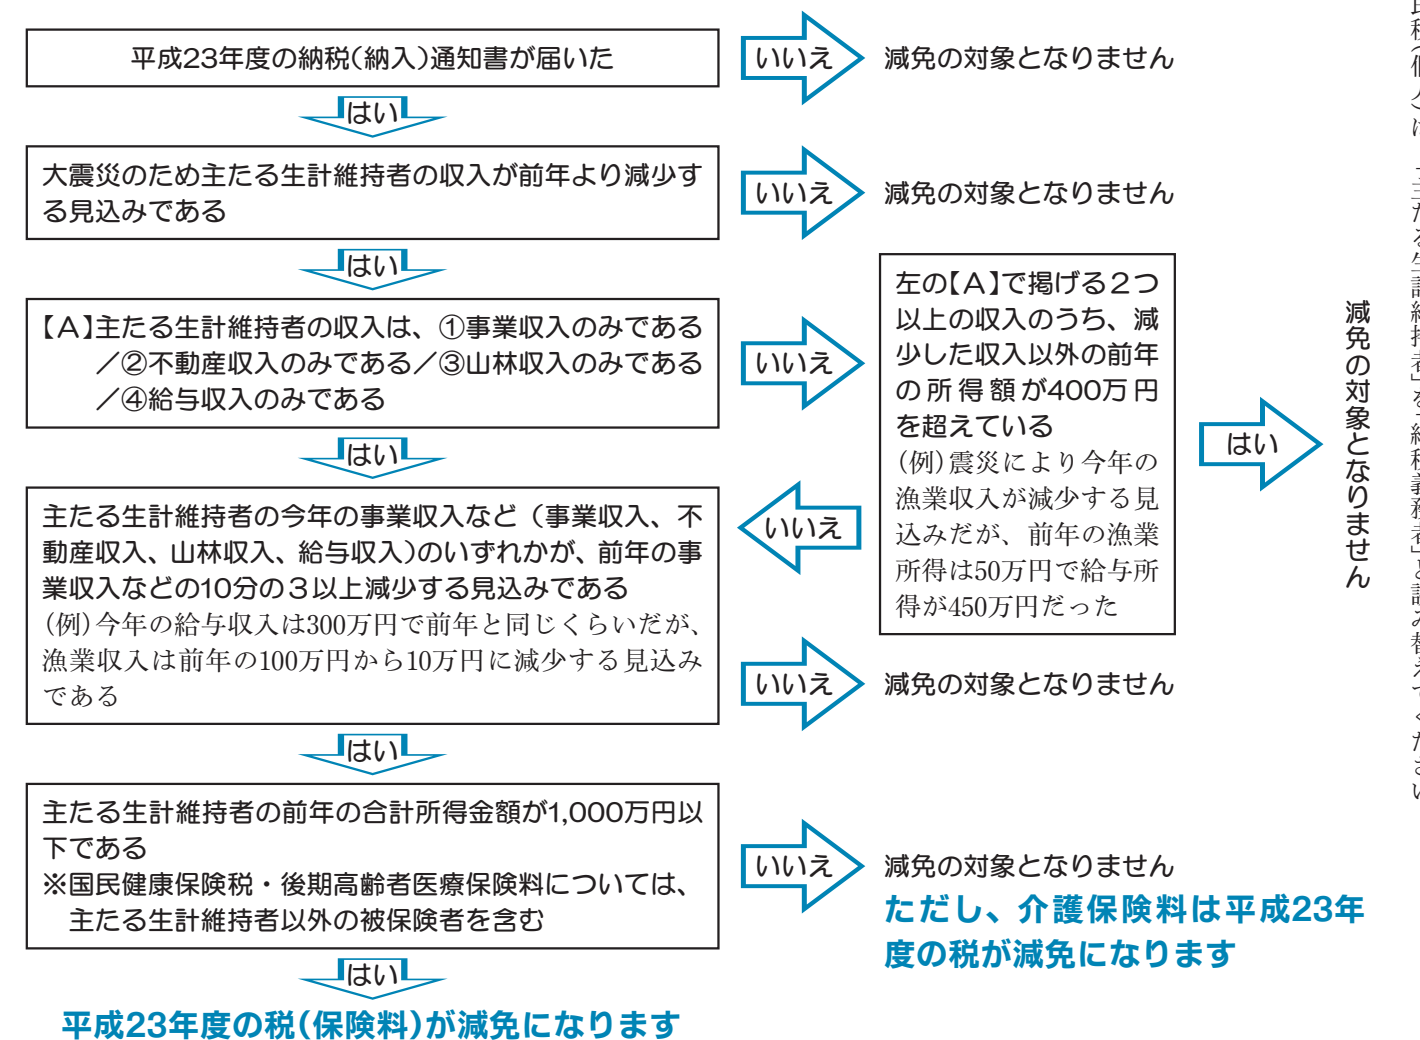 平成23年度の納税(納入)通知書が届いた
いいえ
減免の対象となりません
はい
大震災のため主たる生計維持者の収入が前年より減少す
る見込みである
いいえ
減免の対象となりません
はい
【A】主たる生計維持者の収入は、①事業収入のみである
／②不動産収入のみである／③山林収入のみである
／④給与収入のみである
いいえ
左の【A】で掲げる２つ
以上の収入のうち、減
少した収入以外の前年
の所得額が400万円
を超えている
(例)震災により今年の
漁業収入が減少する見
込みだが、前年の漁業
所得は50万円で給与所
得が450万円だった
はい
減免の対象となりません
はい
いいえ
主たる生計維持者の今年の事業収入など（事業収入、不
動産収入、山林収入、給与収入)のいずれかが、前年の事
業収入などの10分の３以上減少する見込みである
(例)今年の給与収入は300万円で前年と同じくらいだが、
漁業収入は前年の100万円から10万円に減少する見込み
である
いいえ
減免の対象となりません
はい
主たる生計維持者の前年の合計所得金額が1,000万円以
下である
※国民健康保険税・後期高齢者医療保険料については、
主たる生計維持者以外の被保険者を含む
いいえ
減免の対象となりません
ただし、介護保険料は平成23年
度の税が減免になります
はい
平成23年度の税(保険料)が減免になります